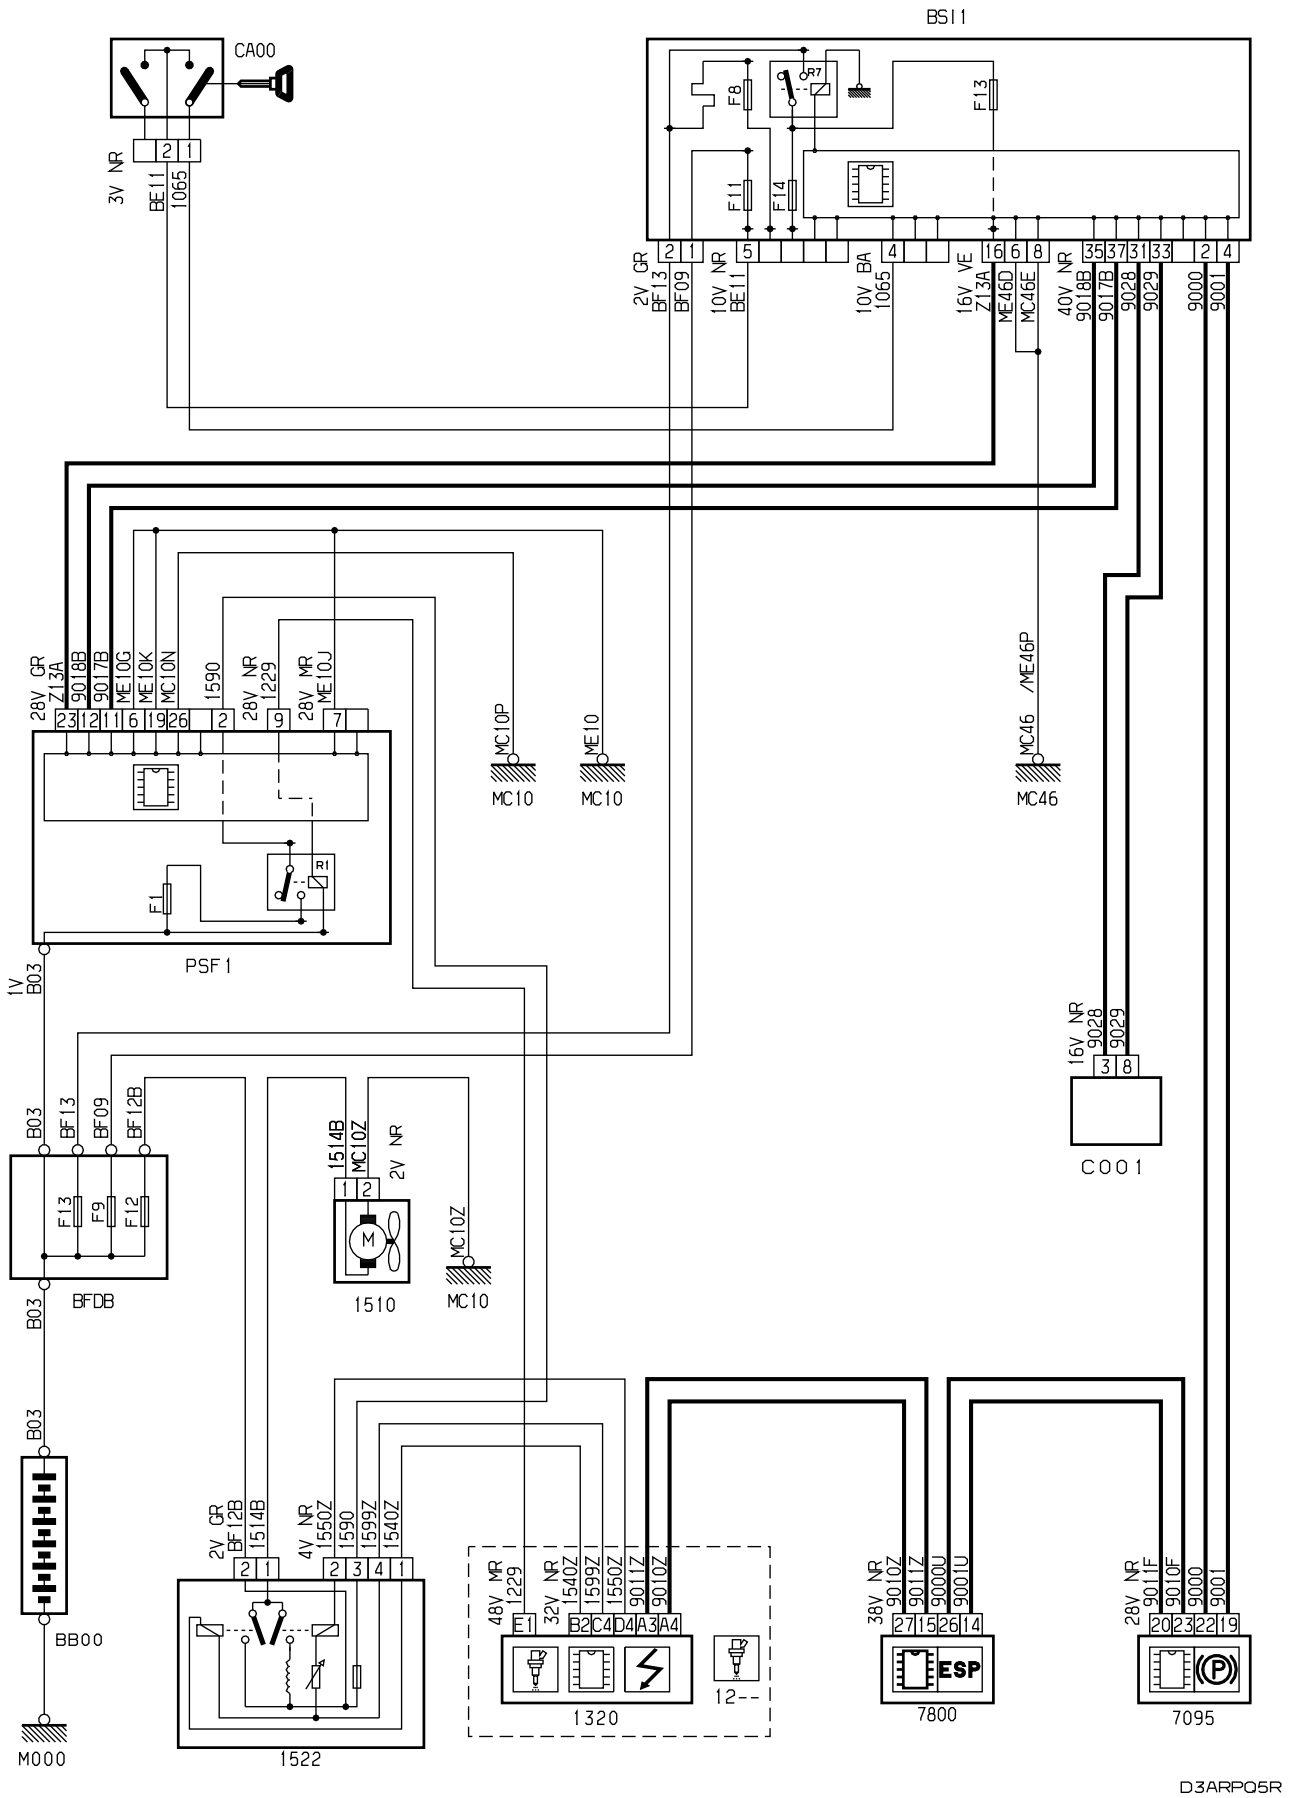 BSI1
CA00
R7
F8
F13
F11
F14
3V NR
2
1
BE11
1065
2
1
5
4
16
6
8
35
37
31
33
2
4
2V GR
BF13
BF09
10V NR
BE11
10V BA
1065
16V VE
Z13A
ME46D
MC46E
40V NR
9018B
9017B
9028
9029
9000
9001
28V GR
Z13A
9018B
9017B
ME10G
ME10K
MC10N
1590
28V NR
1229
28V MR
ME10J
23
12
11
6
19
26
2
9
7
MC10P
ME10
MC46 /ME46P
MC10
MC10
MC46
R1
F1
PSF1
1V
B03
16V NR
9028
9029
3
8
C001
B03
BF13
BF09
BF12B
F13
F9
F12
BFDB
1514B
MC10Z
2V NR
1
2
M
1510
MC10Z
MC10
B03
B03
BB00
M000
2V GR
BF12B
1514B
4V NR
1550Z
1590
1599Z
1540Z
2
1
2
3
4
1
1522
48V MR
1229
32V NR
1540Z
1599Z
1550Z
9011Z
9010Z
E1
B2
C4
D4
A3
A4
1320
12--
38V NR
9010Z
9011Z
9000U
9001U
27
15
26
14
ESP
7800
28V NR
9011F
9010F
9000
9001
20
23
22
19
P
7095
D3ARPQ5R